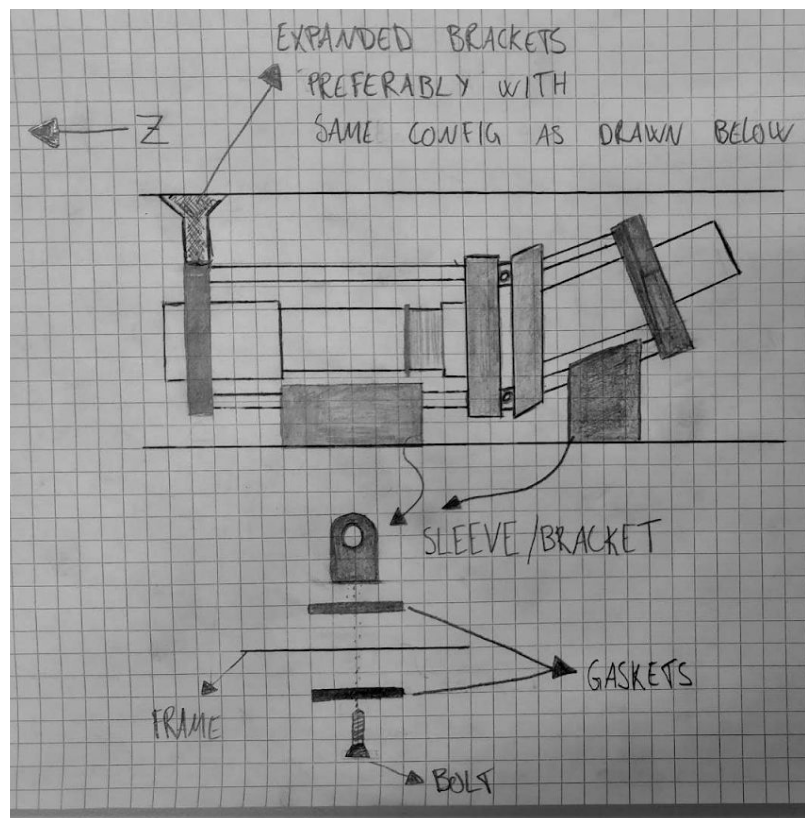 EXPANDED BRACKETS
PREFERABLY WITH
Z
SAME CONFIG AS DRAWN BELOW
SLEEVE/BRACKET
GASKETS
FRAME
BOLT